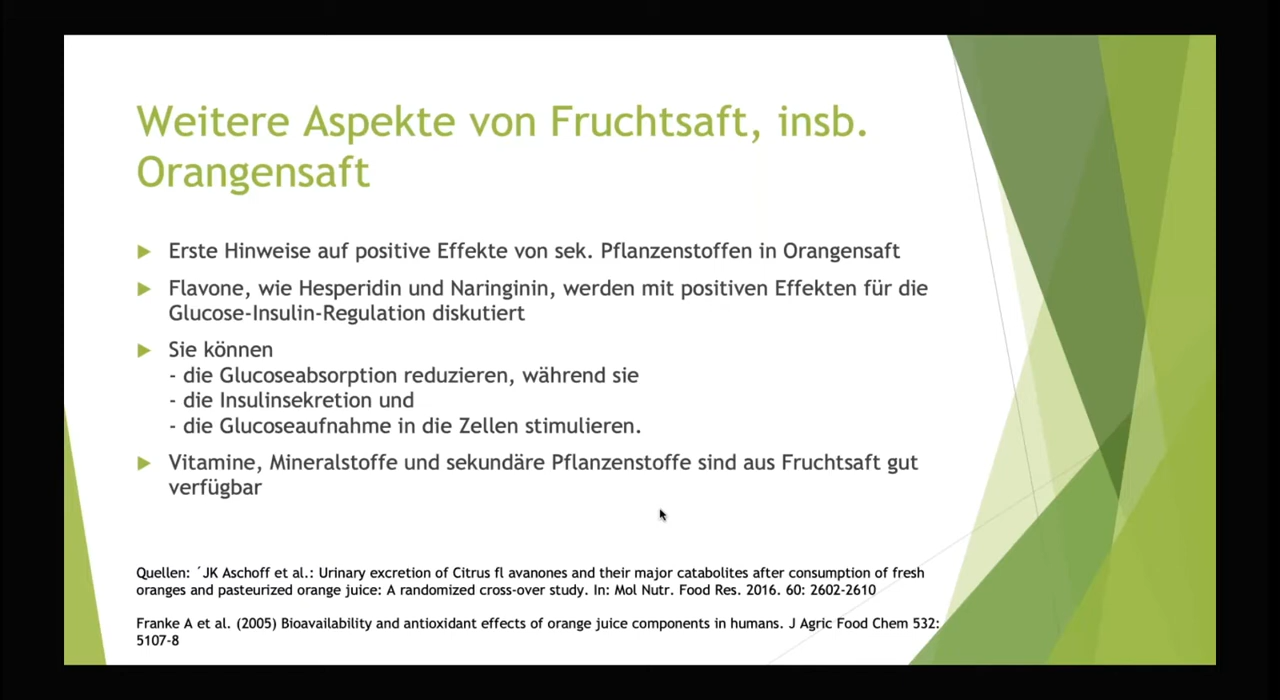 Weitere Aspekte von Fruchtsaft, insb.
Orangensaft
Erste Hinweise auf positive Effekte von sek. Pflanzenstoffen in Orangensaft
Flavone, wie Hesperidin und Naringinin, werden mit positiven Effekten für die
Glucose-Insulin-Regulation diskutiert
Sie können
- die Glucoseabsorption reduzieren, während sie
- die Insulinsekretion und
- die Glucoseaufnahme in die Zellen stimulieren.
Vitamine, Mineralstoffe und sekundäre Pflanzenstoffe sind aus Fruchtsaft gut
verfügbar
Quellen: ´JK Aschoff et al.: Urinary excretion of Citrus fl avanones and their major catabolites after consumption of fresh
oranges and pasteurized orange juice: A randomized cross-over study. In: Mol Nutr. Food Res. 2016. 60: 2602-2610
Franke A et al. (2005) Bioavailability and antioxidant effects of orange juice components in humans. J Agric Food Chem 532:
5107-8